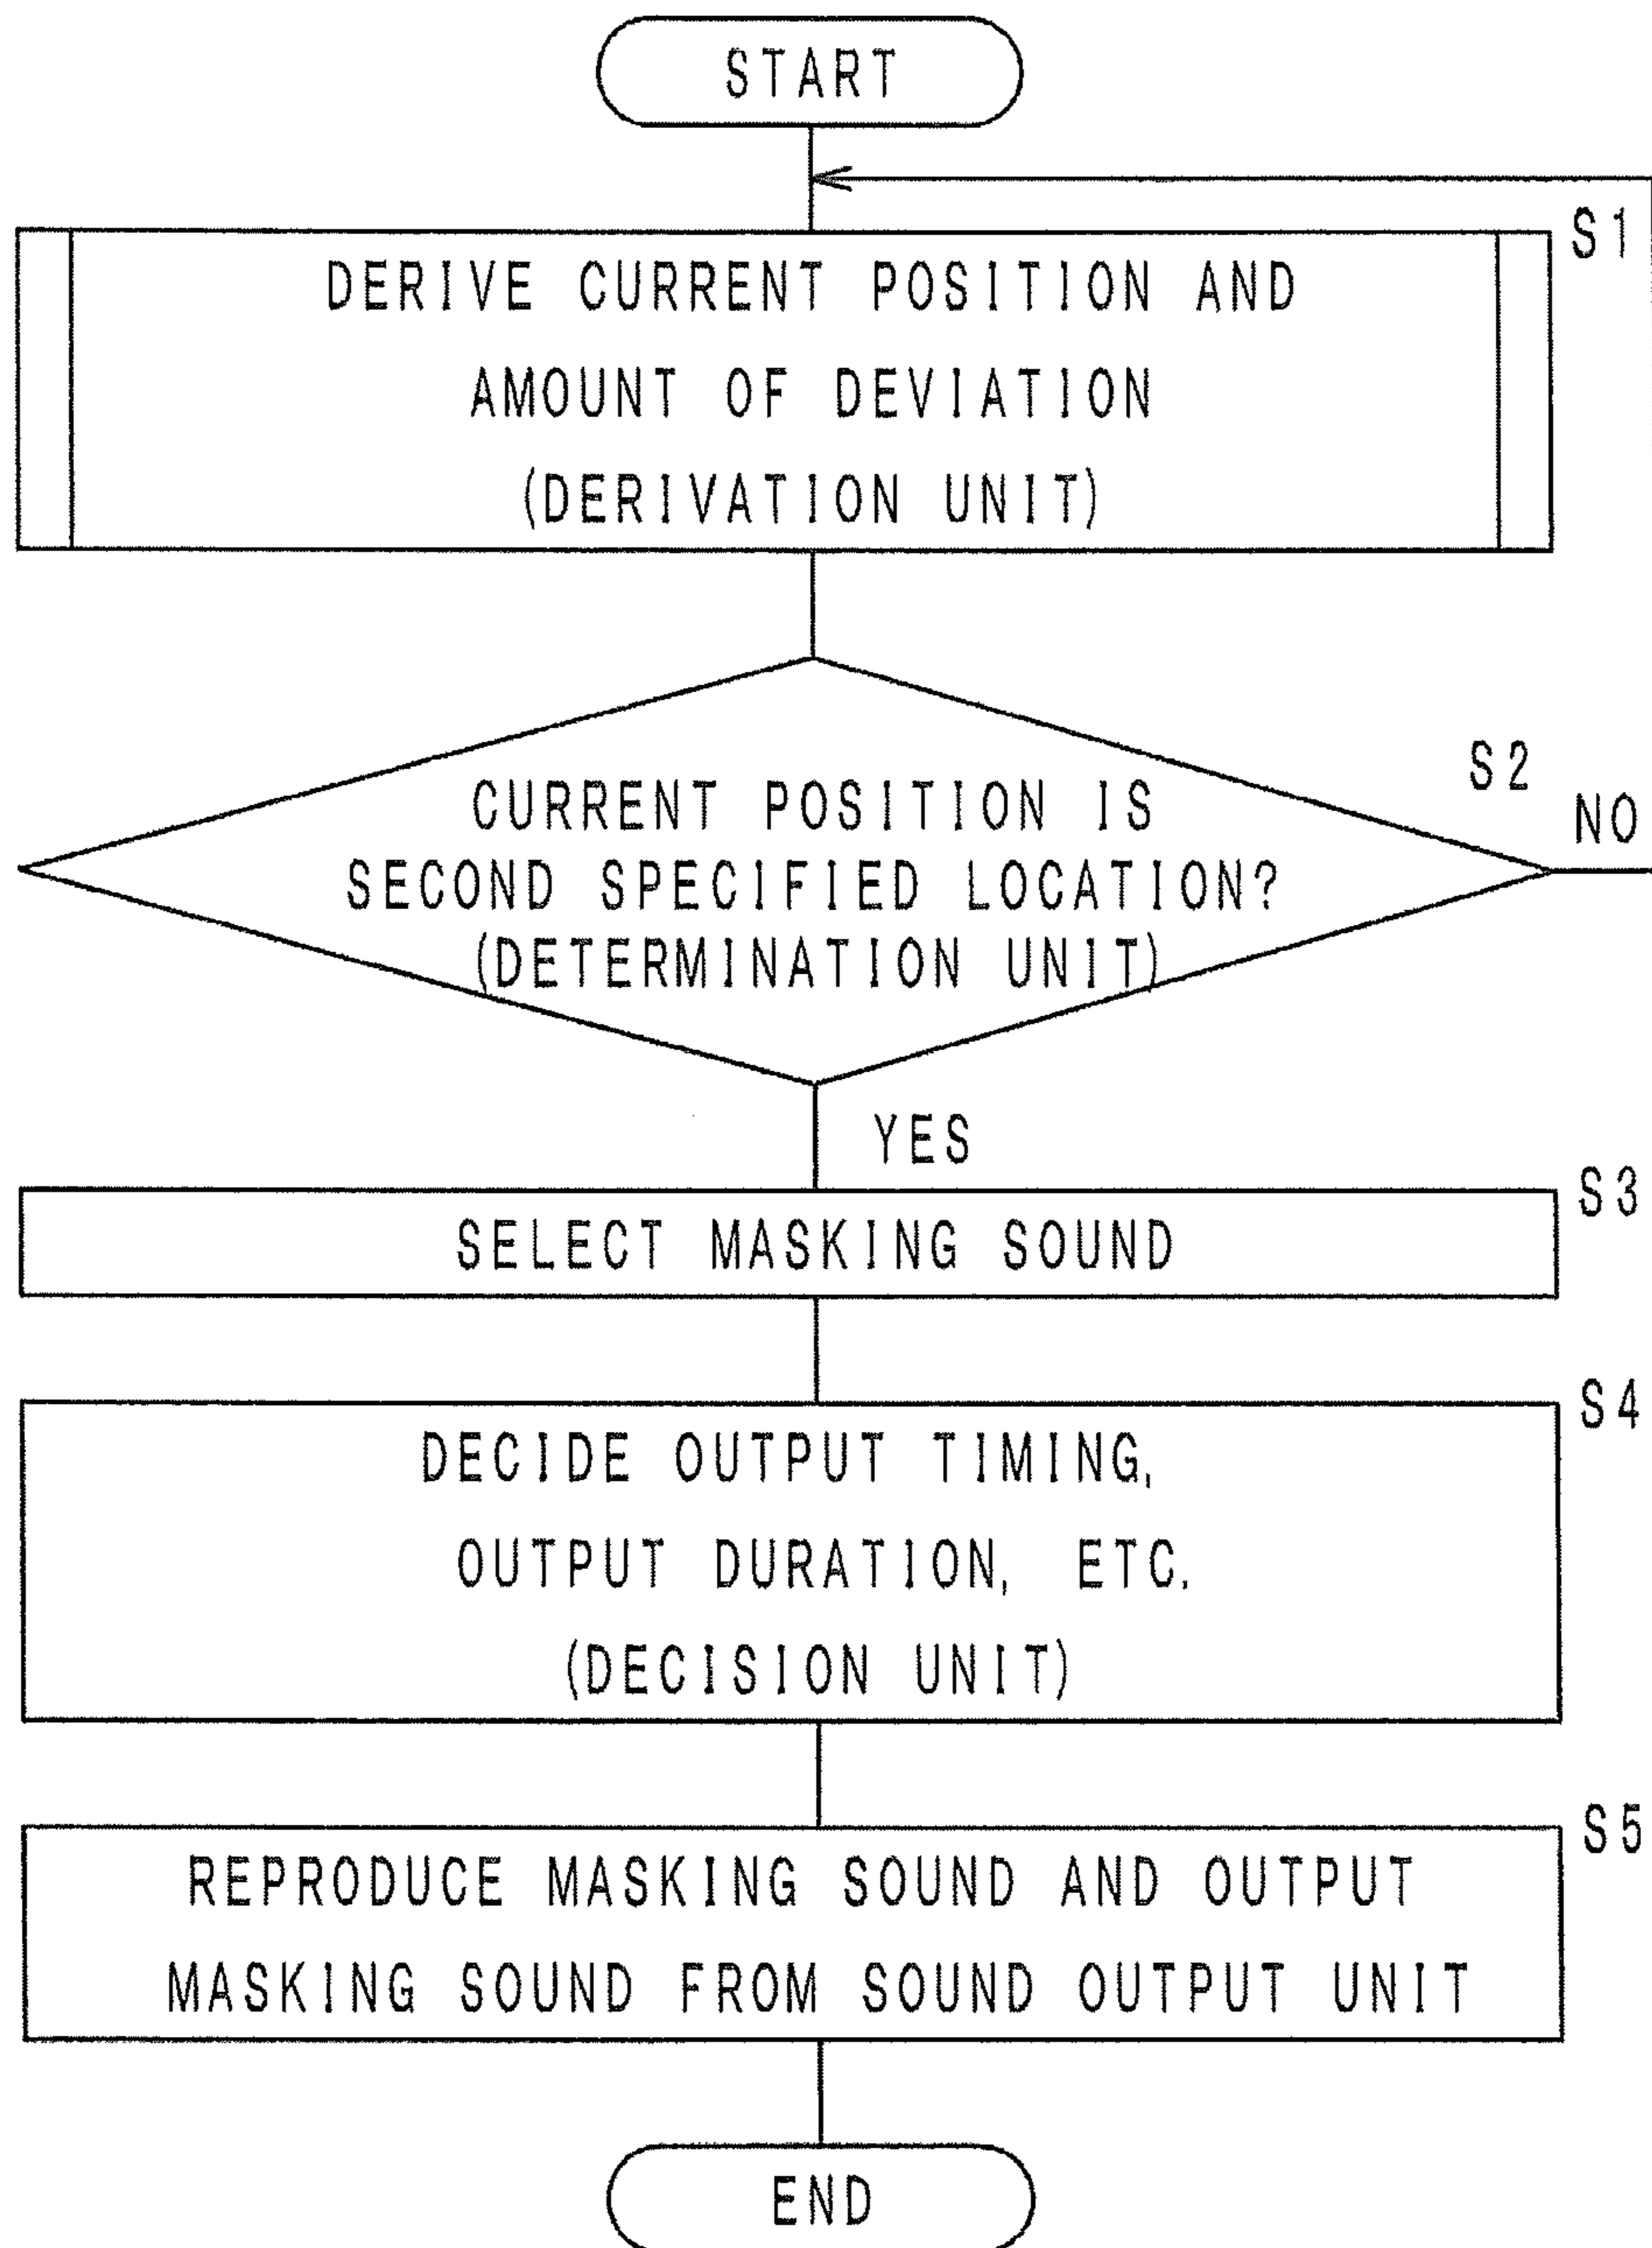 START
S1
DERIVE CURRENT POSITION AND
AMOUNT OF DEVIATION
(DERIVATION UNIT)
S2
NO
CURRENT POSITION IS
SECOND SPECIFIED LOCATION?
(DETERMINATION UNIT)
YES
S3
SELECT MASKING SOUND
S4
DECIDE OUTPUT TIMING,
OUTPUT DURATION, ETC.
(DECISION UNIT)
S5
REPRODUCE MASKING SOUND AND OUTPUT
MASKING SOUND FROM SOUND OUTPUT UNIT
END